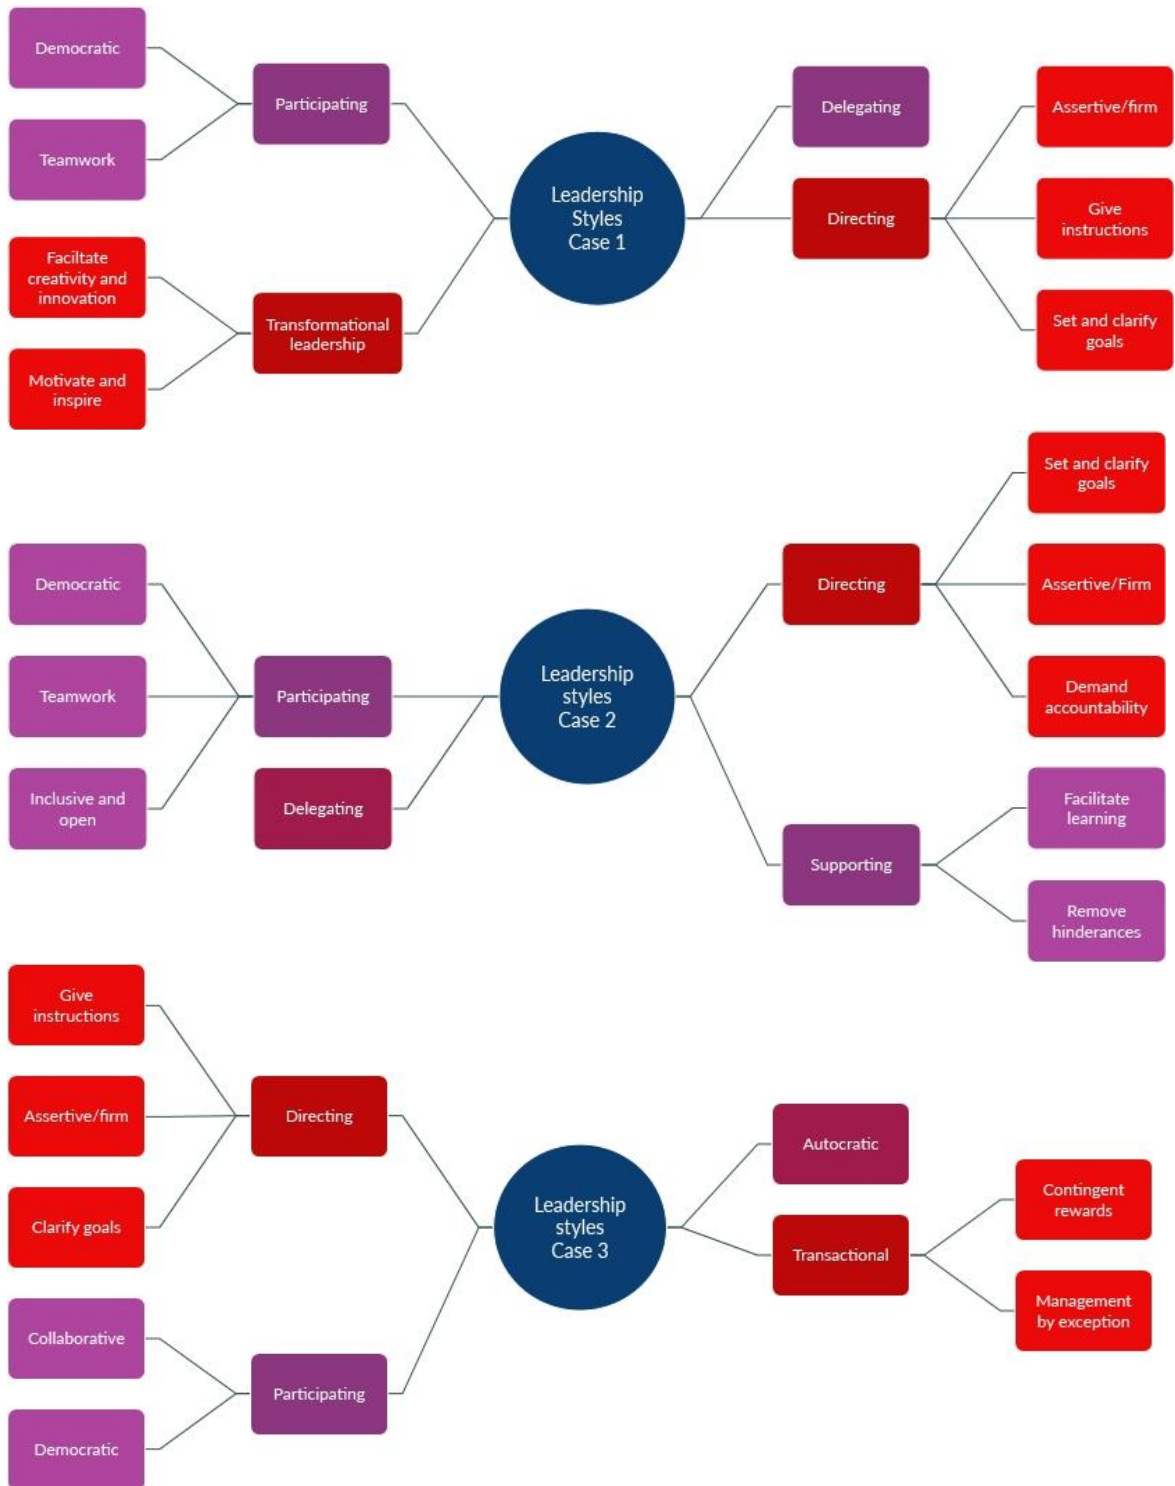 Democratic
Teamwork
Participating
Faciltate
creativity and
innovation
Motivate and
inspire
Transformational
leadership
Leadership
Styles
Case 1
Delegating
Directing
Assertive/firm
Give
instructions
Set and clarify
goals
Democratic
Teamwork
Inclusive and
open
Participating
Delegating
Leadership
styles
Case 2
Directing
Set and clarify
goals
Assertive/Firm
Demand
accountability
Supporting
Facilitate
learning
Remove
hinderances
Give
instructions
Assertive/firm
Clarify goals
Directing
Collaborative
Democratic
Participating
Leadership
styles
Case 3
Autocratic
Transactional
Contingent
rewards
Management
by exception